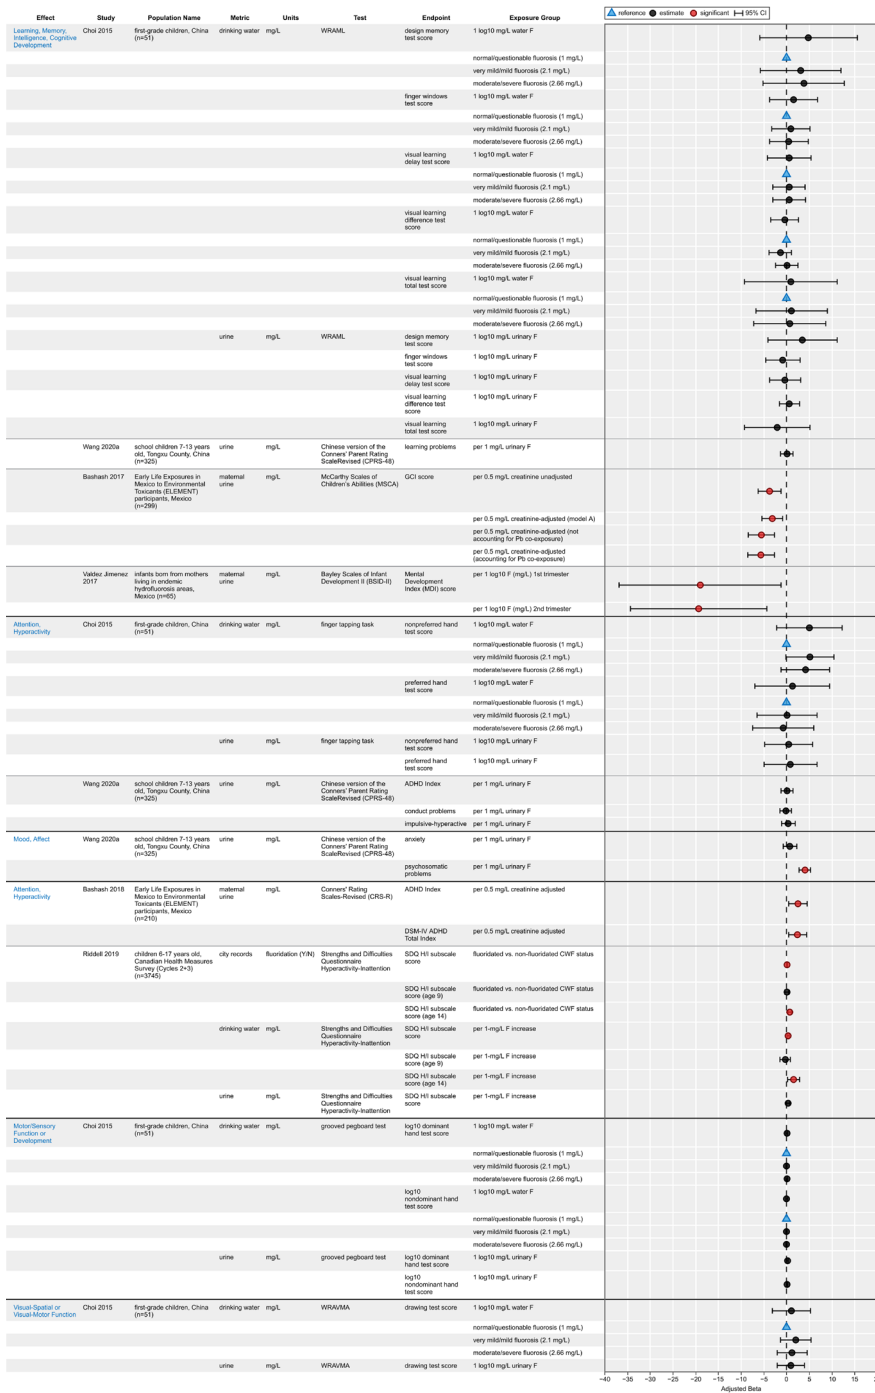 reference estimate significant 95% CI
Effect Study Population Name Metric Units Test Endpoint Exposure Group
Learning, Memory, Intelligence, Cognitive Development Choi 2015 first-grade children, China (n=51) drinking water mg/L WRAML design memory test score 1 log10 mg/L water F
normal/questionable fluorosis (1 mg/L)
very mild/mild fluorosis (2.1 mg/L)
moderate/severe fluorosis (2.66 mg/L)
finger windows test score 1 log10 mg/L water F
normal/questionable fluorosis (1 mg/L)
very mild/mild fluorosis (2.1 mg/L)
moderate/severe fluorosis (2.66 mg/L)
visual learning delay test score 1 log10 mg/L water F
normal/questionable fluorosis (1 mg/L)
very mild/mild fluorosis (2.1 mg/L)
moderate/severe fluorosis (2.66 mg/L)
visual learning difference test score 1 log10 mg/L water F
normal/questionable fluorosis (1 mg/L)
very mild/mild fluorosis (2.1 mg/L)
moderate/severe fluorosis (2.66 mg/L)
visual learning total test score 1 log10 mg/L water F
normal/questionable fluorosis (1 mg/L)
very mild/mild fluorosis (2.1 mg/L)
moderate/severe fluorosis (2.66 mg/L)
urine mg/L WRAML design memory test score 1 log10 mg/L urinary F
finger windows test score 1 log10 mg/L urinary F
visual learning delay test score 1 log10 mg/L urinary F
visual learning difference test score 1 log10 mg/L urinary F
visual learning total test score 1 log10 mg/L urinary F
Wang 2020a school children 7-13 years old, Tongxu County, China (n=325) urine mg/L Chinese version of the Conners' Parent Rating ScaleRevised (CPRS-48) learning problems per 1 mg/L urinary F
Bashash 2017 Early Life Exposures in Mexico to Environmental Toxicants (ELEMENT) participants, Mexico (n=299) maternal urine mg/L McCarthy Scales of Children's Abilities (MSCA) GCI score per 0.5 mg/L creatinine unadjusted
per 0.5 mg/L creatinine-adjusted (model A)
per 0.5 mg/L creatinine-adjusted (not accounting for Pb co-exposure)
per 0.5 mg/L creatinine-adjusted (accounting for Pb co-exposure)
Valdez Jimenez 2017 infants born from mothers living in endemic hydrofluorosis areas, Mexico (n=65) maternal urine mg/L Bayley Scales of Infant Development II (BSID-II) Mental Development Index (MDI) score per 1 log10 F (mg/L) 1st trimester
per 1 log10 F (mg/L) 2nd trimester
Attention, Hyperactivity Choi 2015 first-grade children, China (n=51) drinking water mg/L finger tapping task nonpreferred hand test score 1 log10 mg/L water F
normal/questionable fluorosis (1 mg/L)
very mild/mild fluorosis (2.1 mg/L)
moderate/severe fluorosis (2.66 mg/L)
preferred hand test score 1 log10 mg/L water F
normal/questionable fluorosis (1 mg/L)
very mild/mild fluorosis (2.1 mg/L)
moderate/severe fluorosis (2.66 mg/L)
urine mg/L finger tapping task nonpreferred hand test score 1 log10 mg/L urinary F
preferred hand test score 1 log10 mg/L urinary F
Wang 2020a school children 7-13 years old, Tongxu County, China (n=325) urine mg/L Chinese version of the Conners' Parent Rating ScaleRevised (CPRS-48) ADHD Index per 1 mg/L urinary F
conduct problems per 1 mg/L urinary F
impulsive-hyperactive per 1 mg/L urinary F
Mood, Affect Wang 2020a school children 7-13 years old, Tongxu County, China (n=325) urine mg/L Chinese version of the Conners' Parent Rating ScaleRevised (CPRS-48) anxiety per 1 mg/L urinary F
psychosomatic problems per 1 mg/L urinary F
Attention, Hyperactivity Bashash 2018 Early Life Exposures in Mexico to Environmental Toxicants (ELEMENT) participants, Mexico (n=210) maternal urine mg/L Conners' Rating Scales-Revised (CRS-R) ADHD Index per 0.5 mg/L creatinine adjusted
DSM-IV ADHD Total Index per 0.5 mg/L creatinine adjusted
Riddell 2019 children 6-17 years old, Canadian Health Measures Survey (Cycles 2+3) (n=3745) city records fluoridation (Y/N) Strengths and Difficulties Questionnaire Hyperactivity-Inattention SDQ H/I subscale score fluoridated vs. non-fluoridated CWF status
SDQ H/I subscale score (age 9) fluoridated vs. non-fluoridated CWF status
SDQ H/I subscale score (age 14) fluoridated vs. non-fluoridated CWF status
drinking water mg/L Strengths and Difficulties Questionnaire Hyperactivity-Inattention SDQ H/I subscale score per 1-mg/L F increase
SDQ H/I subscale score (age 9) per 1-mg/L F increase
SDQ H/I subscale score (age 14) per 1-mg/L F increase
urine mg/L Strengths and Difficulties Questionnaire Hyperactivity-Inattention SDQ H/I subscale score per 1-mg/L F increase
Motor/Sensory Function or Development Choi 2015 first-grade children, China (n=51) drinking water mg/L grooved pegboard test log10 dominant hand test score 1 log10 mg/L water F
normal/questionable fluorosis (1 mg/L)
very mild/mild fluorosis (2.1 mg/L)
moderate/severe fluorosis (2.66 mg/L)
log10 nondominant hand test score 1 log10 mg/L water F
normal/questionable fluorosis (1 mg/L)
very mild/mild fluorosis (2.1 mg/L)
moderate/severe fluorosis (2.66 mg/L)
urine mg/L grooved pegboard test log10 dominant hand test score 1 log10 mg/L urinary F
log10 nondominant hand test score 1 log10 mg/L urinary F
Visual-Spatial or Visual-Motor Function Choi 2015 first-grade children, China (n=51) drinking water mg/L WRAVMA drawing test score 1 log10 mg/L water F
normal/questionable fluorosis (1 mg/L)
very mild/mild fluorosis (2.1 mg/L)
moderate/severe fluorosis (2.66 mg/L)
urine mg/L WRAVMA drawing test score 1 log10 mg/L urinary F
−40 −35 −30 −25 −20 −15 −10 −5 0 5 10 15
Adjusted Beta